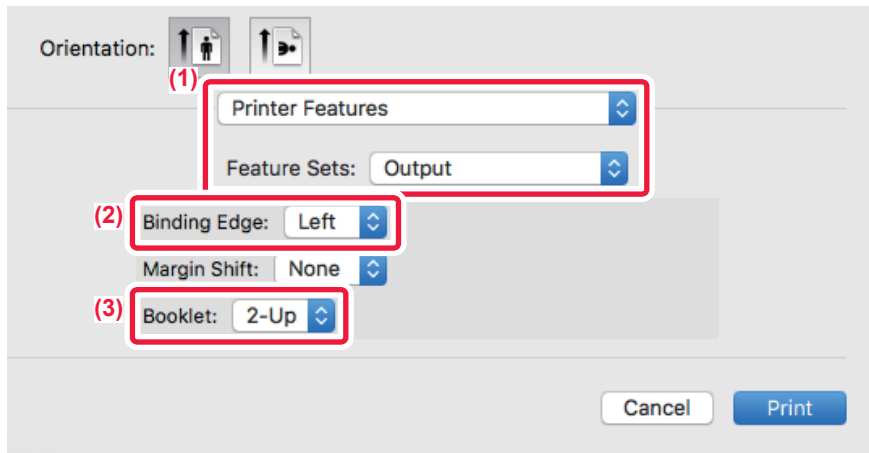 Orientation:
(1)
Printer Features
Feature Sets: Output
(2) Binding Edge: Left
Margin Shift: None
(3) Booklet: 2-Up
Cancel Print